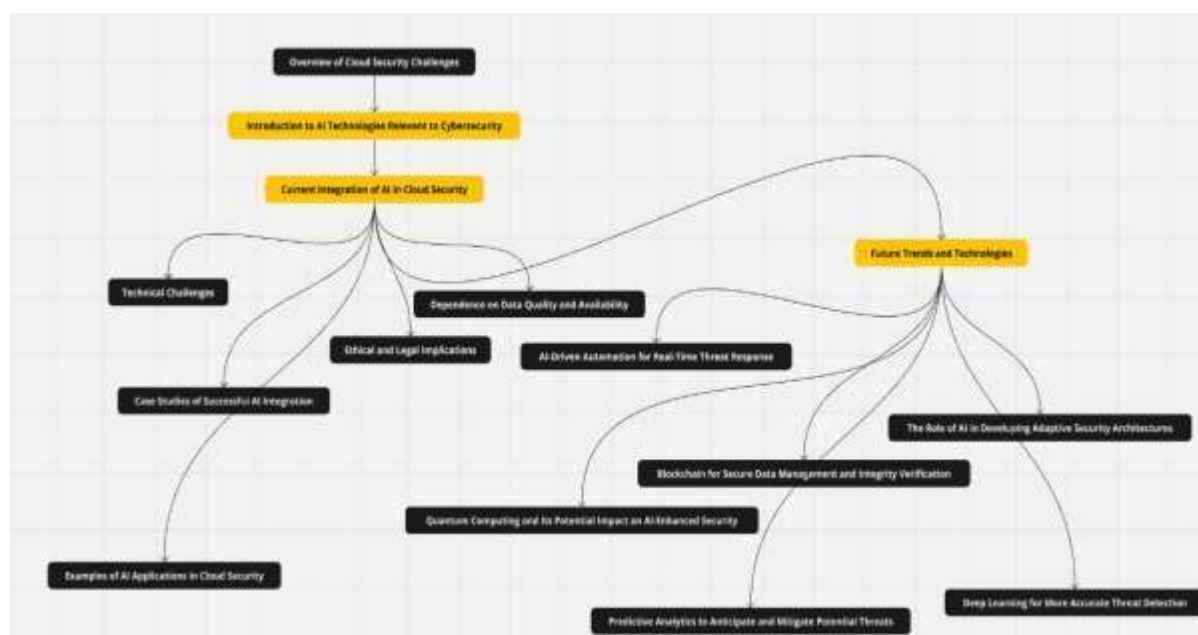 Overview of Cloud Security Challenges
Introduction to AI Technologies Relevant to Cybersecurity
Current Integration of AI in Cloud Security
Future Trends and Technologies
Technical Challenges
Dependence on Data Quality and Availability
Ethical and Legal Implications
AI-Driven Automation for Real-Time Threat Response
Case Studies of Successful AI Integration
The Role of AI in Developing Adaptive Security Architectures
Blockchain for Secure Data Management and Integrity Verification
Quantum Computing and Its Potential Impact on AI-Enhanced Security
Examples of AI Applications in Cloud Security
Deep Learning for More Accurate Threat Detection
Predictive Analytics to Anticipate and Mitigate Potential Threats